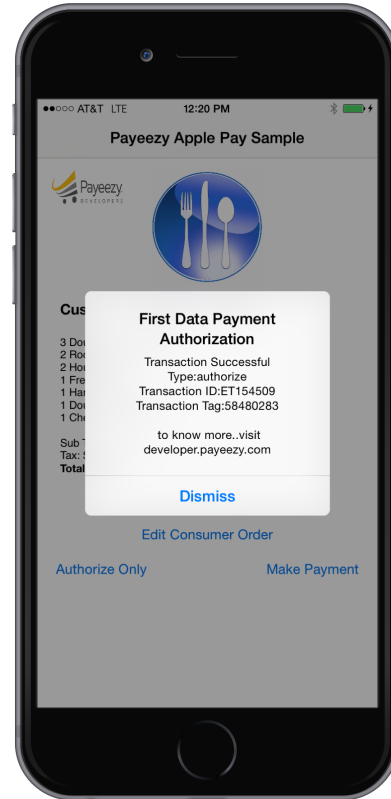 AT&T LTE 12:20 PM
Payeezy Apple Pay Sample
Payeezy
DEVELOPERS
First Data Payment
Authorization
Transaction Successful
Type:authorize
Transaction ID:ET154509
Transaction Tag:58480283
to know more..visit
developer.payeezy.com
Dismiss
Cus
3 Dou
2 Roo
2 Hou
1 Fre
1 Har
1 Dou
1 Che
Sub
Tax:
Total
Edit Consumer Order
Authorize Only Make Payment